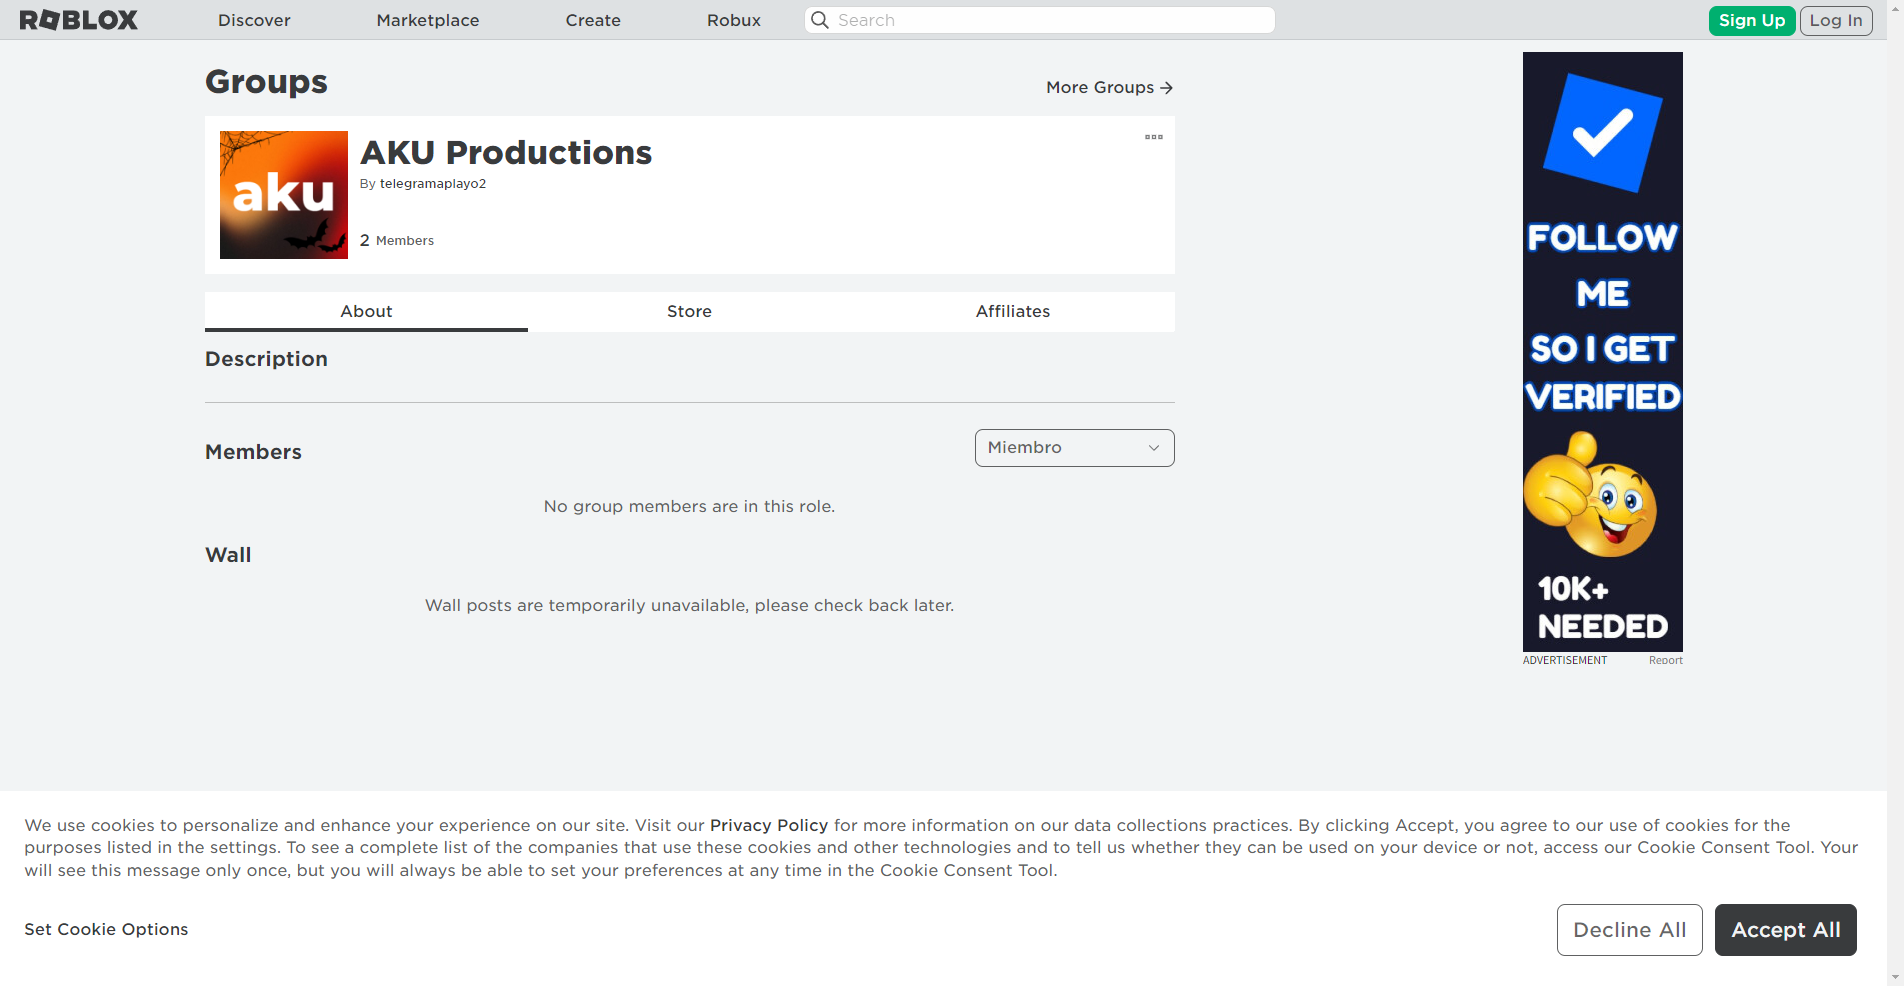 ROBLOX
Discover
Marketplace
Create
Robux
Search
Sign Up
Log In
Groups
More Groups →
aku
AKU Productions
By telegramaplayo2
2 Members
About
Store
Affiliates
Description
Members
Miembro
No group members are in this role.
Wall
Wall posts are temporarily unavailable, please check back later.
FOLLOW
ME
SO I GET
VERIFIED
10K+
NEEDED
ADVERTISEMENT
Report
We use cookies to personalize and enhance your experience on our site. Visit our Privacy Policy for more information on our data collections practices. By clicking Accept, you agree to our use of cookies for the
purposes listed in the settings. To see a complete list of the companies that use these cookies and other technologies and to tell us whether they can be used on your device or not, access our Cookie Consent Tool. Your
will see this message only once, but you will always be able to set your preferences at any time in the Cookie Consent Tool.
Set Cookie Options
Decline All
Accept All